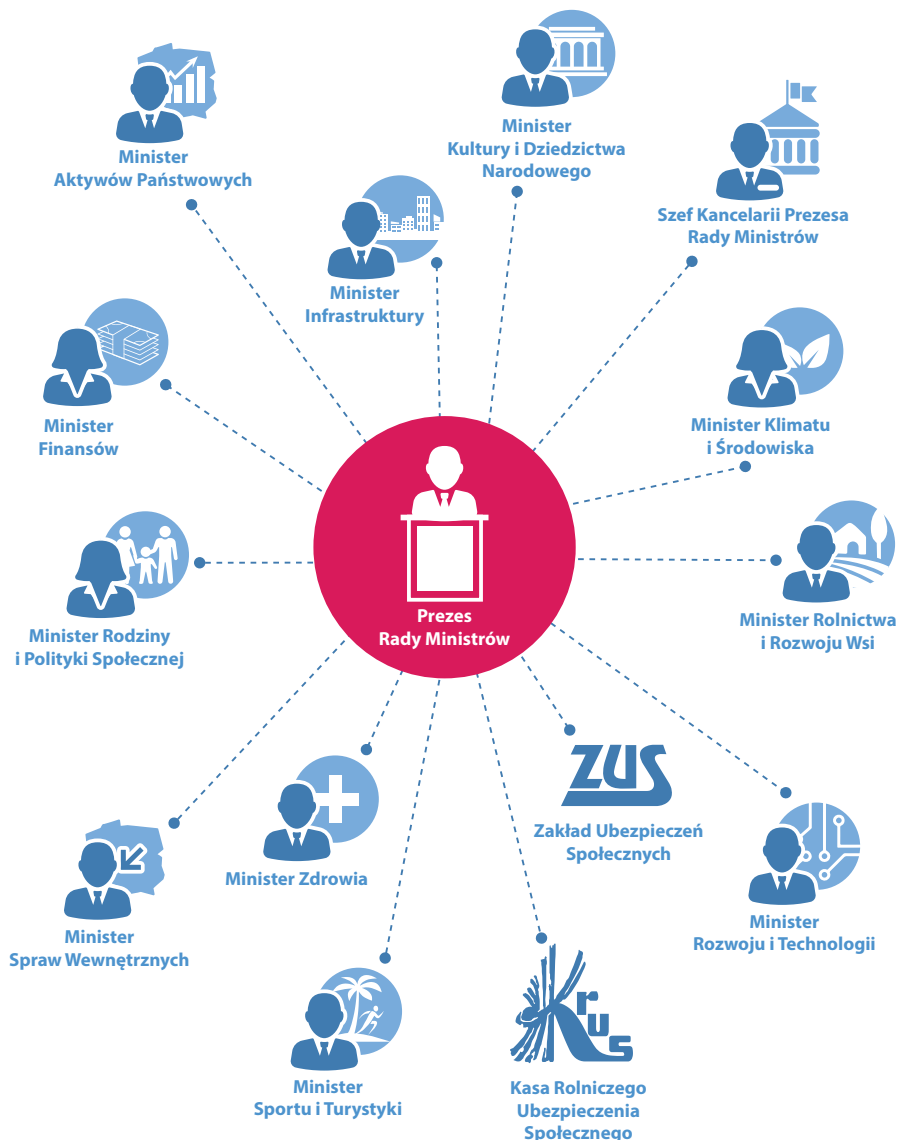 Minister
Kultury i Dziedzictwa
Narodowego
Minister
Aktywów Państwowych
Szef Kancelarii Prezesa
Rady Ministrów
Minister
Infrastruktury
Minister
Finansów
Minister Klimatu
i Środowiska
Prezes
Rady Ministrów
Minister Rodziny
i Polityki Społecznej
Minister Rolnictwa
i Rozwoju Wsi
ZUS
Zakład Ubezpieczeń
Społecznych
Minister Zdrowia
Minister
Spraw Wewnętrznych
Minister
Rozwoju i Technologii
Minister
Sportu i Turystyki
Krus
Kasa Rolniczego
Ubezpieczenia
Społecznego